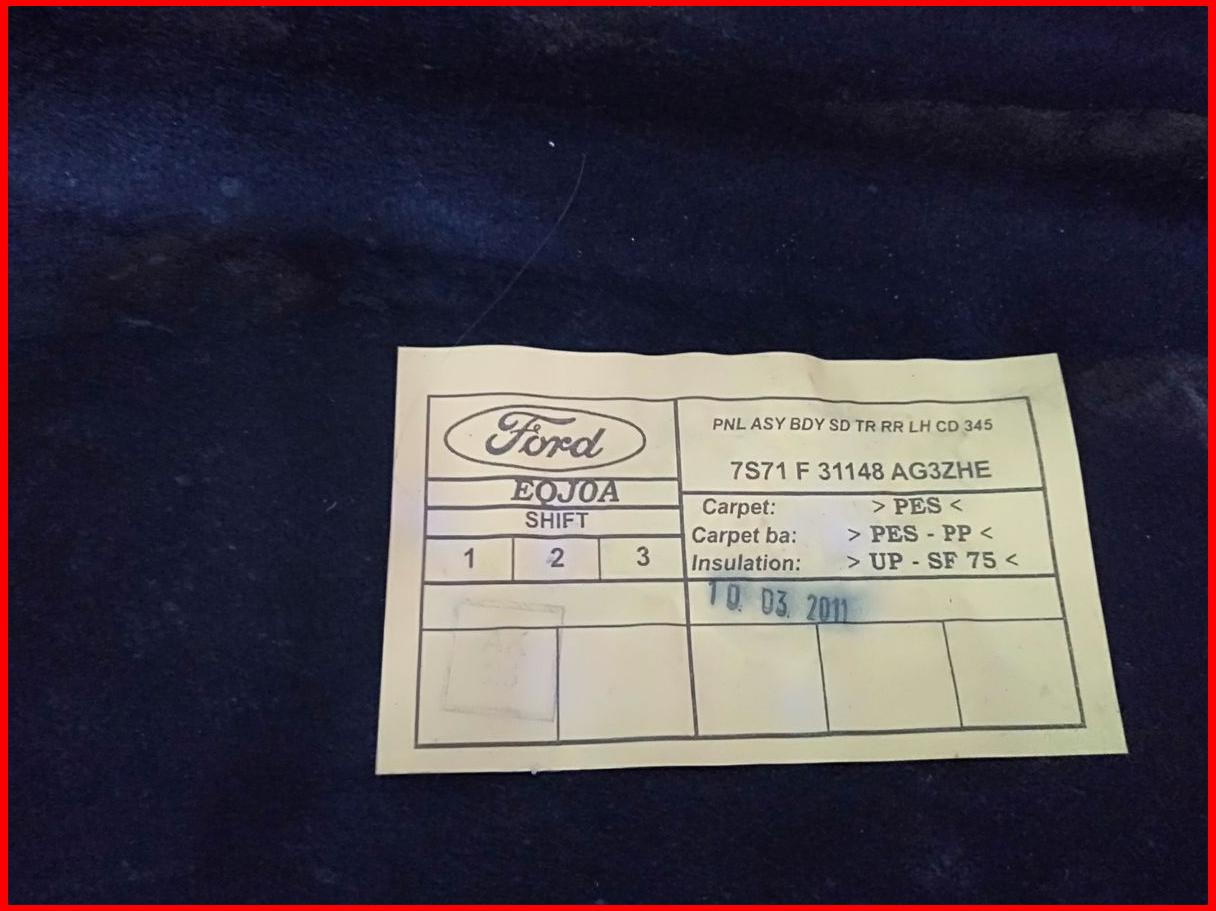 Ford
PNL ASY BDY SD TR RR LH CD 345
7S71 F 31148 AG3ZHE
EQJ0A
SHIFT
1 2 3
Carpet: > PES <
Carpet ba: > PES - PP <
Insulation: > UP - SF 75 <
10. 03. 2011